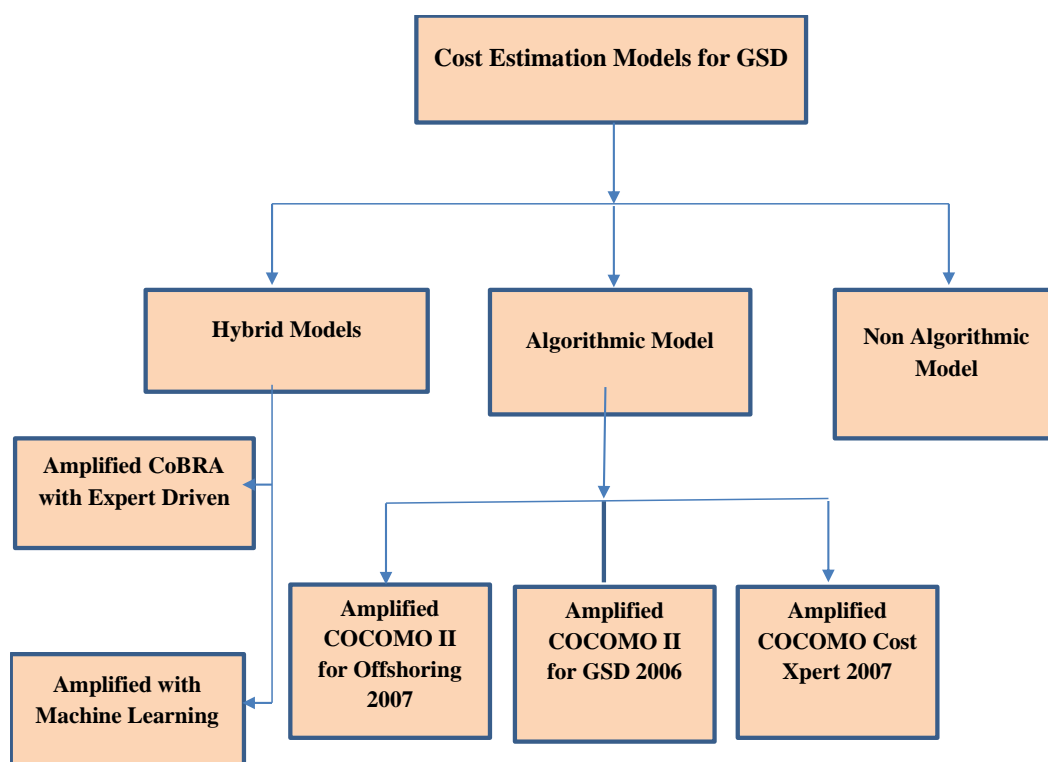 Cost Estimation Models for GSD
Hybrid Models
Algorithmic Model
Non Algorithmic
Model
Amplified CoBRA
with Expert Driven
Amplified with
Machine Learning
Amplified
COCOMO II
for Offshoring
2007
Amplified
COCOMO II
for GSD 2006
Amplified
COCOMO Cost
Xpert 2007